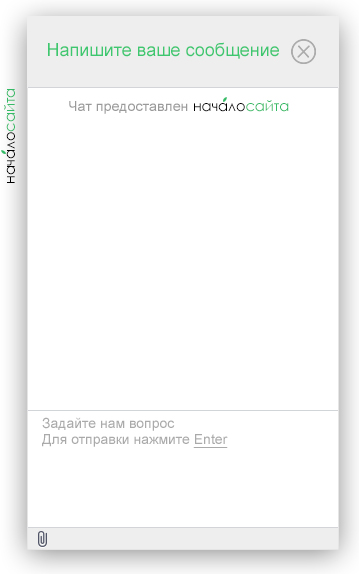 Напишите ваше сообщение
Чат предоставлен началосайта
началосайта
Задайте нам вопрос
Для отправки нажмите Enter